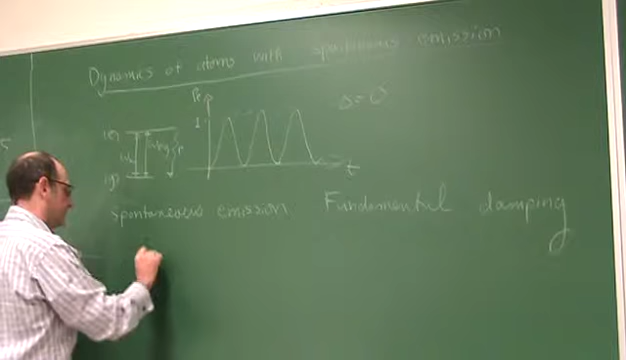 Dynamics of atoms with spontaneous emission
Pe
1
Δ = 0
|e>
|g>
t
spontaneous emission Fundamental damping